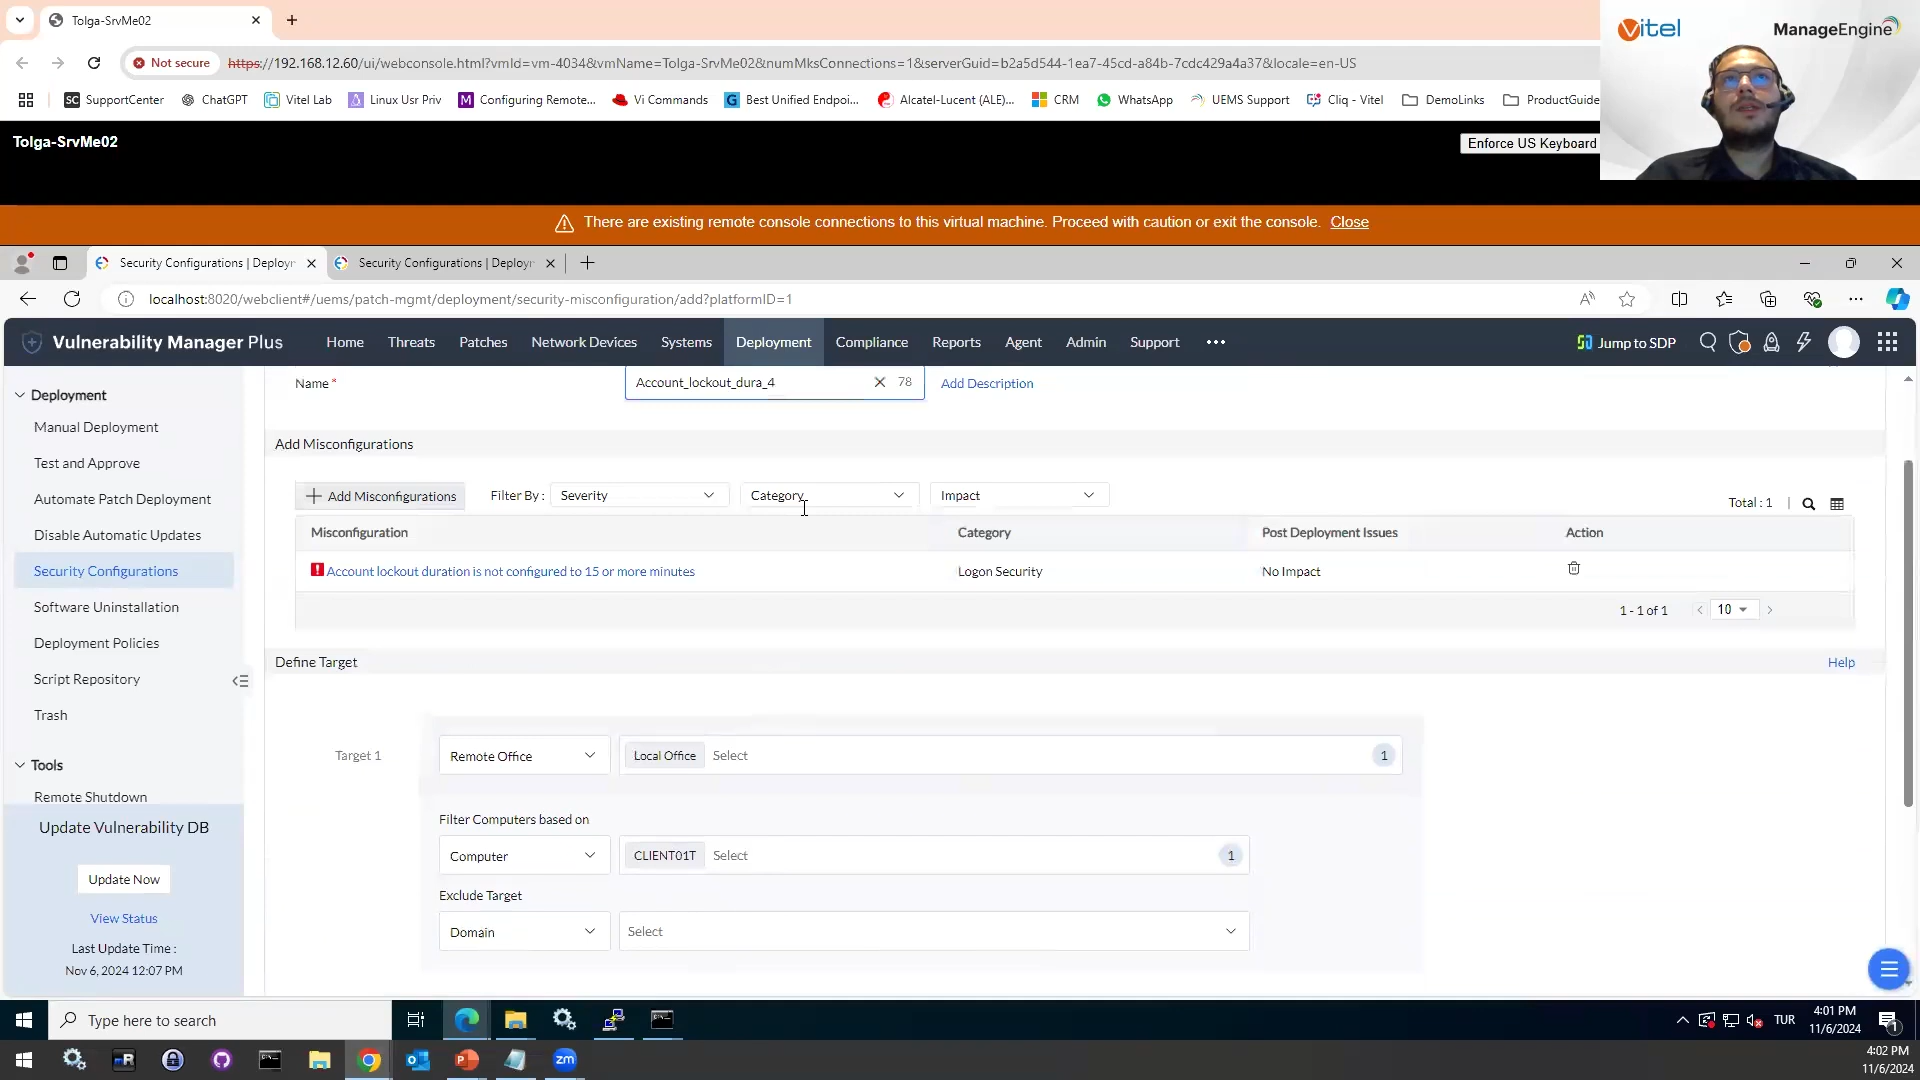 Tolga-SrvMe02
Not secure https://192.168.12.60/ui/webconsole.html?vmId=vm-4034&vmName=Tolga-SrvMe02&numMksConnections=1&serverGuid=b2a5d544-1ea7-45cd-a84b-7cdc429a4a37&locale=en-US
SupportCenter ChatGPT Vitel Lab Linux Usr Priv Configuring Remote... Vi Commands Best Unified Endpoi... Alcatel-Lucent (ALE)... CRM WhatsApp UEMS Support Cliq - Vitel DemoLinks ProductGuide
Vitel ManageEngine
Tolga-SrvMe02 Enforce US Keyboard
There are existing remote console connections to this virtual machine. Proceed with caution or exit the console. Close
Security Configurations | Deployr Security Configurations | Deployr
localhost:8020/webclient#/uems/patch-mgmt/deployment/security-misconfiguration/add?platformID=1
Vulnerability Manager Plus Home Threats Patches Network Devices Systems Deployment Compliance Reports Agent Admin Support ... Jump to SDP
Deployment
Manual Deployment
Test and Approve
Automate Patch Deployment
Disable Automatic Updates
Security Configurations
Software Uninstallation
Deployment Policies
Script Repository
Trash
Tools
Remote Shutdown
Update Vulnerability DB
Update Now
View Status
Last Update Time :
Nov 6, 2024 12:07 PM
Name * Account_lockout_dura_4 78 Add Description
Add Misconfigurations
Add Misconfigurations Filter By : Severity Category Impact Total : 1
Misconfiguration Category Post Deployment Issues Action
Account lockout duration is not configured to 15 or more minutes Logon Security No Impact
1 - 1 of 1 10
Define Target Help
Target 1 Remote Office Local Office Select 1
Filter Computers based on
Computer CLIENT01T Select 1
Exclude Target
Domain Select
Type here to search TUR 4:01 PM
11/6/2024
1
zm 4:02 PM
11/6/2024